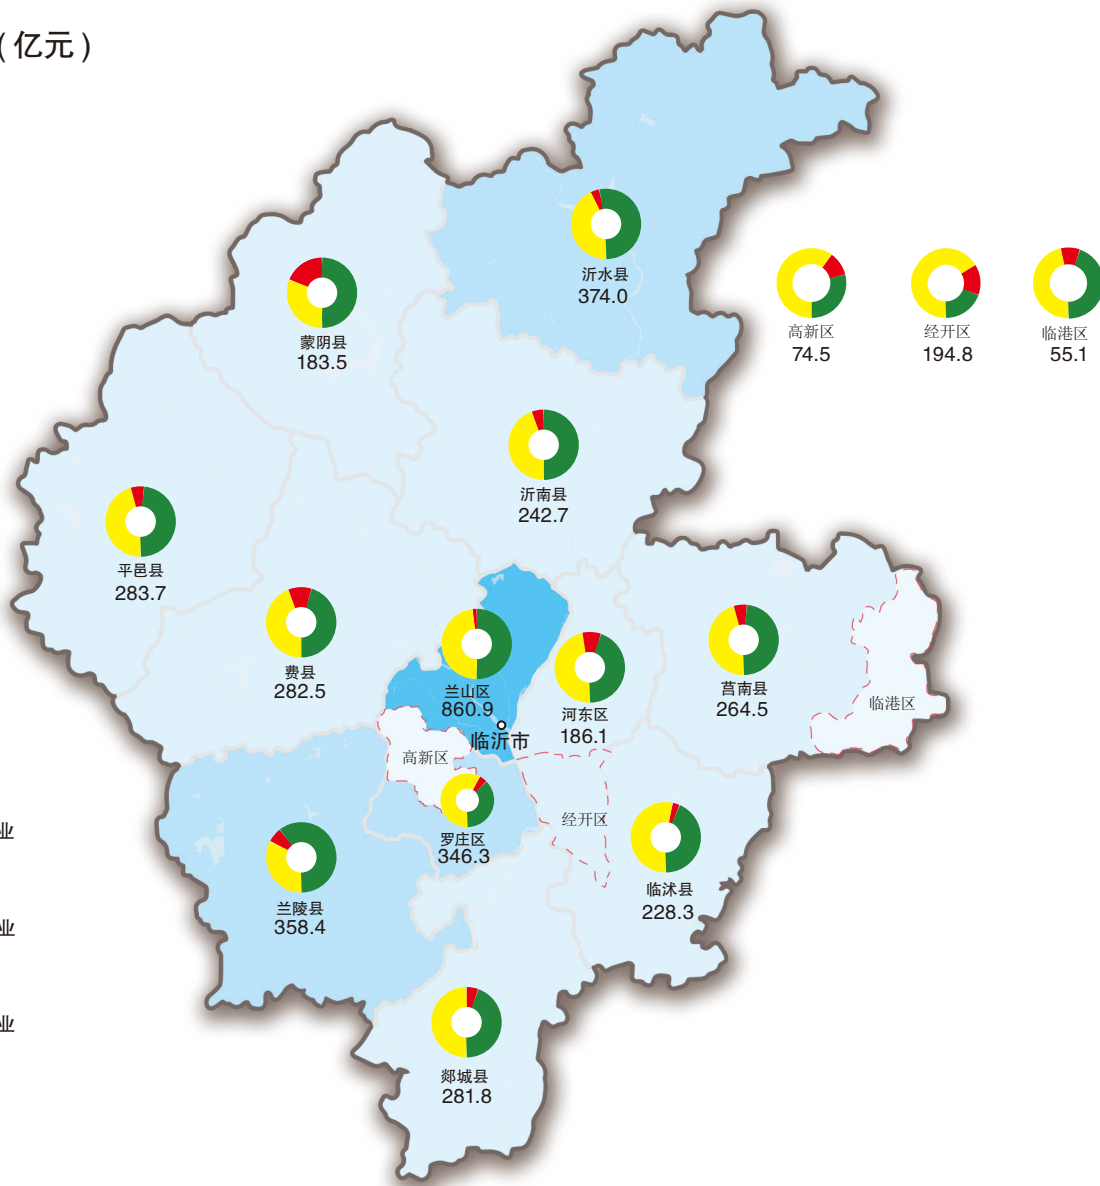 （亿元）
沂水县
374.0
高新区
74.5
经开区
194.8
临港区
55.1
蒙阴县
183.5
沂南县
242.7
平邑县
283.7
费县
282.5
兰山区
860.9
临沂市
河东区
186.1
莒南县
264.5
临港区
高新区
罗庄区
346.3
经开区
临沭县
228.3
兰陵县
358.4
郯城县
281.8
业
业
业